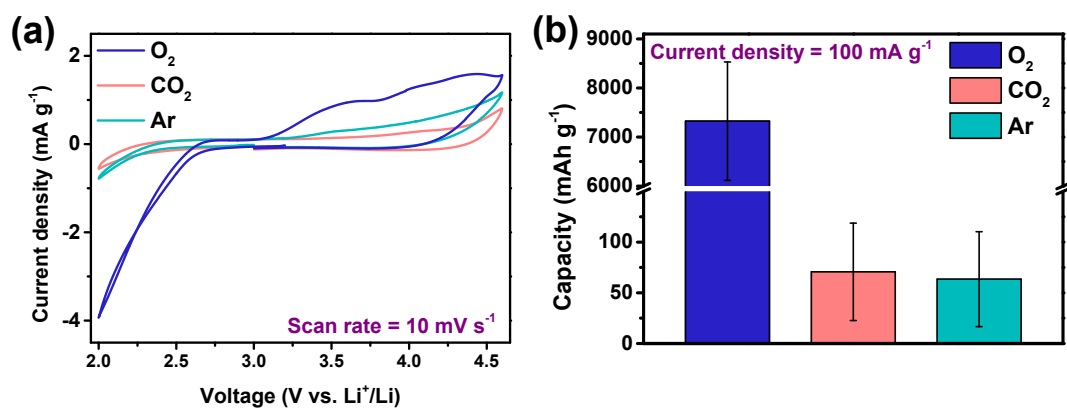 (a)
O₂
CO₂
Ar
Current density (mA g⁻¹)
2
0
-2
-4
2.0 2.5 3.0 3.5 4.0 4.5
Scan rate = 10 mV s⁻¹
Voltage (V vs. Li⁺/Li)
(b)
Current density = 100 mA g⁻¹
O₂
CO₂
Ar
Capacity (mAh g⁻¹)
9000
8000
7000
6000
100
50
0